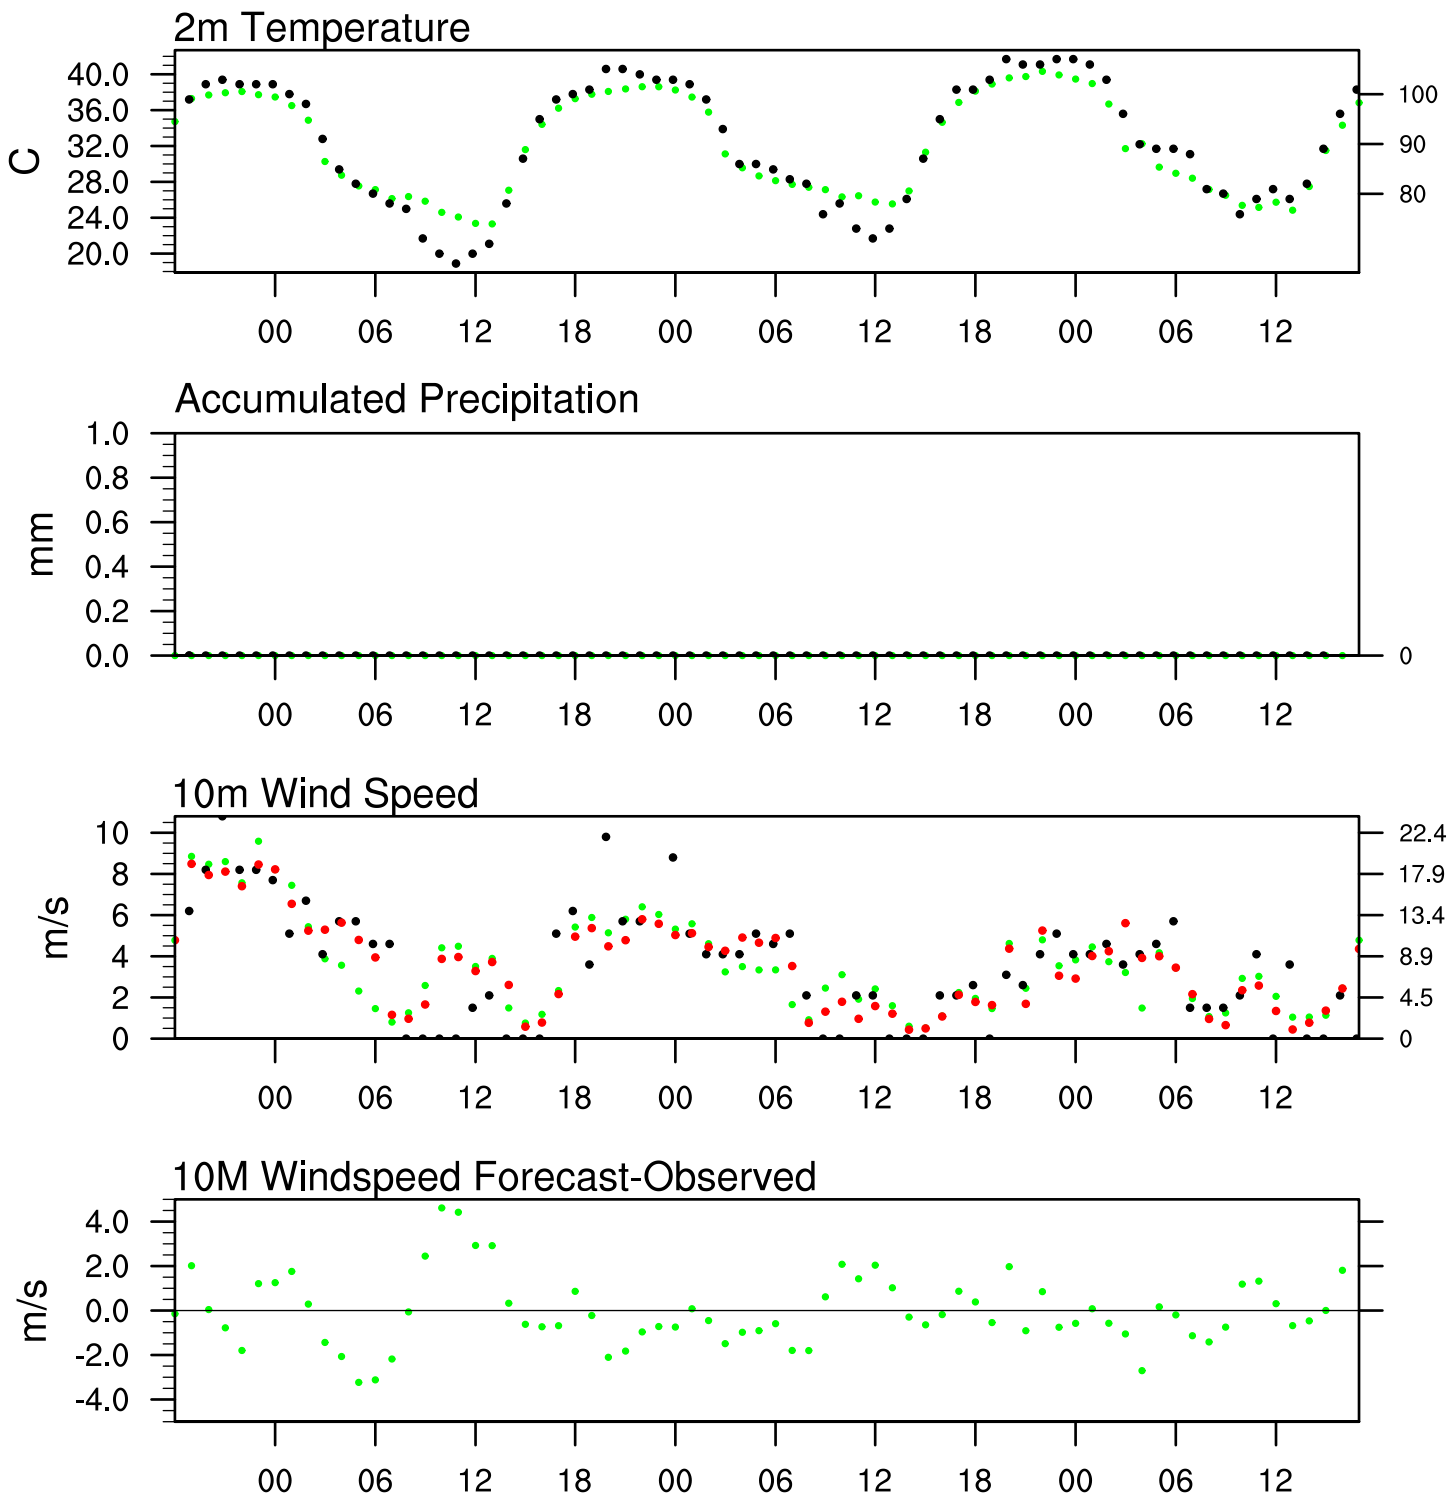 2m Temperature
40.0
36.0
32.0
28.0
24.0
20.0
C
100
90
80
00 06 12 18 00 06 12 18 00 06 12
Accumulated Precipitation
1.0
0.8
0.6
0.4
0.2
0.0
mm
0
00 06 12 18 00 06 12 18 00 06 12
10m Wind Speed
10
8
6
4
2
0
m/s
22.4
17.9
13.4
8.9
4.5
0
00 06 12 18 00 06 12 18 00 06 12
10M Windspeed Forecast-Observed
4.0
2.0
0.0
-2.0
-4.0
m/s
00 06 12 18 00 06 12 18 00 06 12